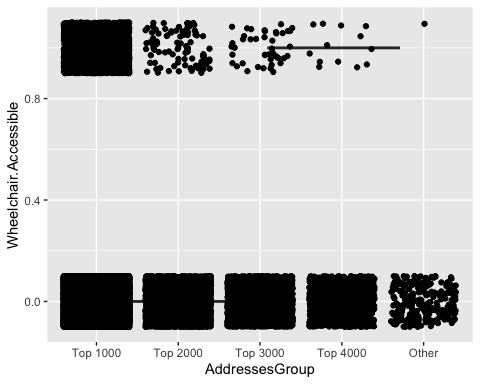 Wheelchair.Accessible
0.8
0.4
0.0
Top 1000 Top 2000 Top 3000 Top 4000 Other
AddressesGroup